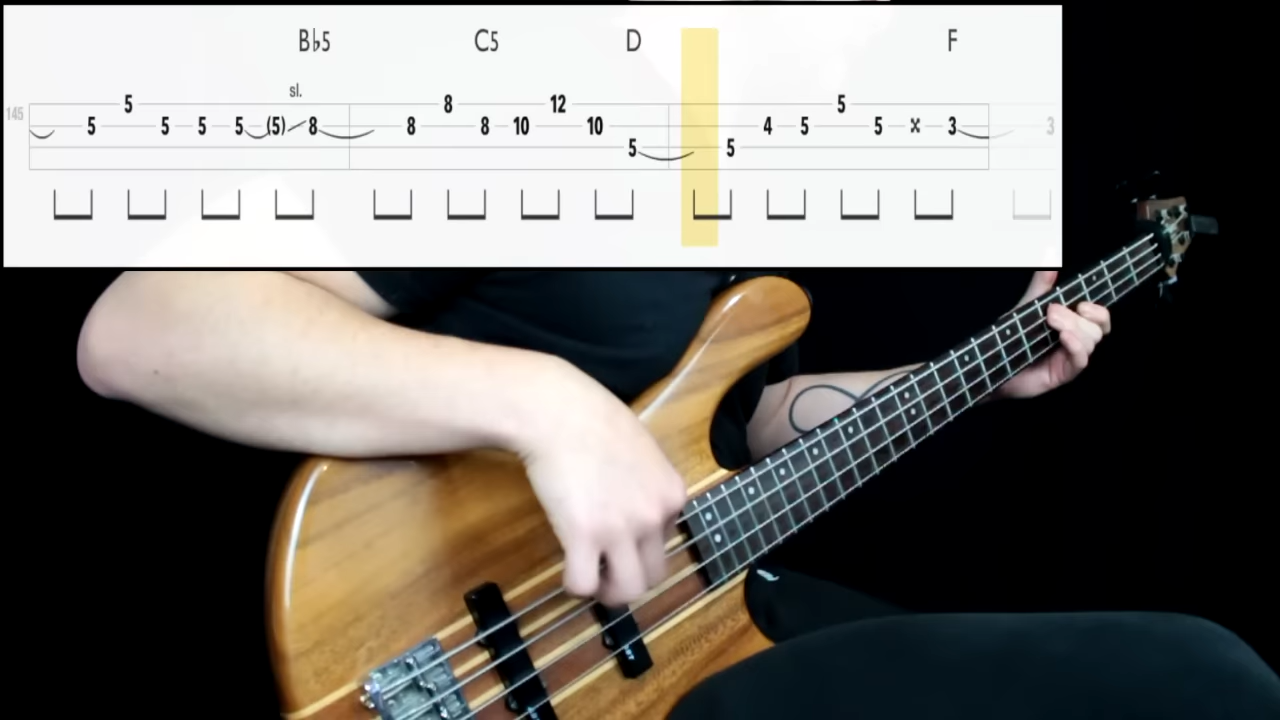 B♭5 C5 D F
sl.
145
5 8 12 5
5 5 5 5 (5) 8 8 8 10 10 4 5 5 x 3 3
5 5